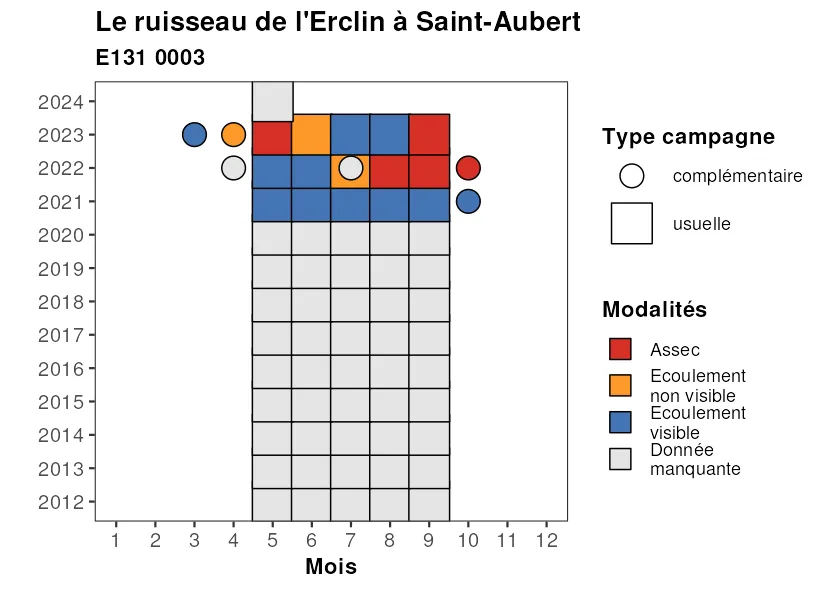 Le ruisseau de l'Erclin à Saint-Aubert
E131 0003
2024
2023
2022
2021
2020
2019
2018
2017
2016
2015
2014
2013
2012
1 2 3 4 5 6 7 8 9 10 11 12
Mois
Type campagne
complémentaire
usuelle
Modalités
Assec
Ecoulement
non visible
Ecoulement
visible
Donnée
manquante